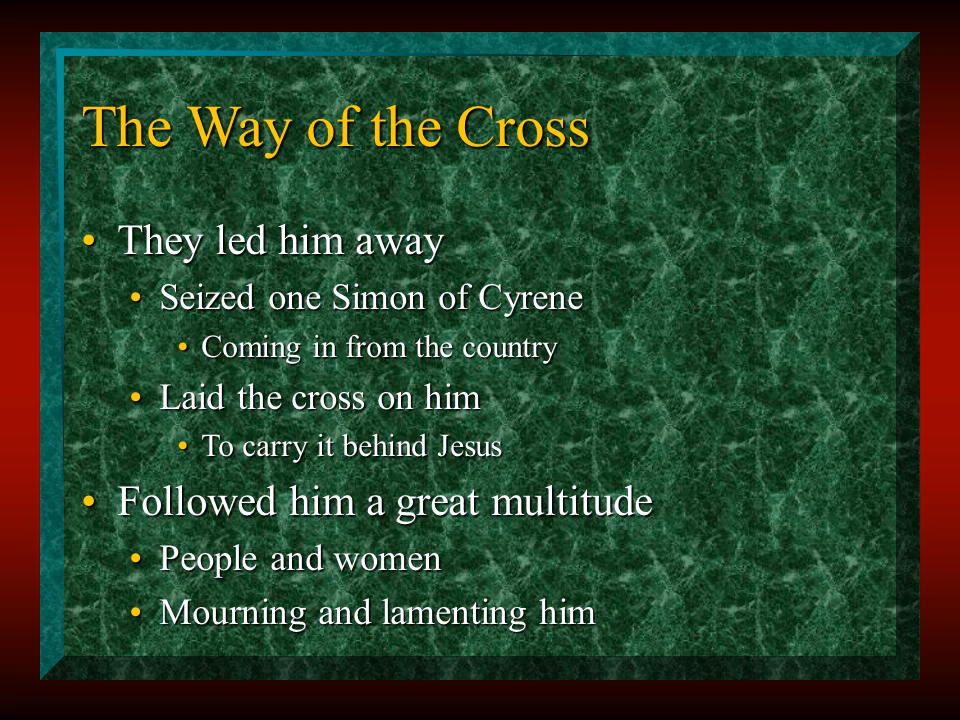 The Way of the Cross
• They led him away
• Seized one Simon of Cyrene
• Coming in from the country
• Laid the cross on him
• To carry it behind Jesus
• Followed him a great multitude
• People and women
• Mourning and lamenting him